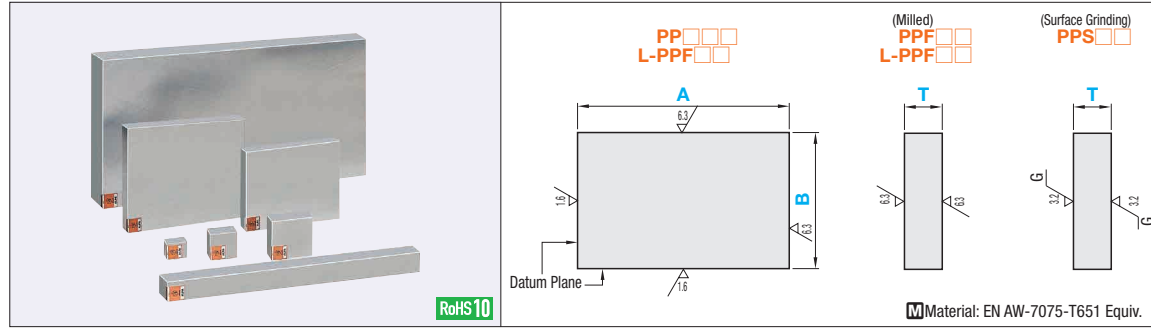 RoHS10
PP□□□
L-PPF□□
(Milled)
PPF□□
L-PPF□□
(Surface Grinding)
PPS□□
A
T
T
6.3
1.6
B
6.3
1.6
Datum Plane
6.3
6.3
G
3.2
3.2
G
M Material: EN AW-7075-T651 Equiv.